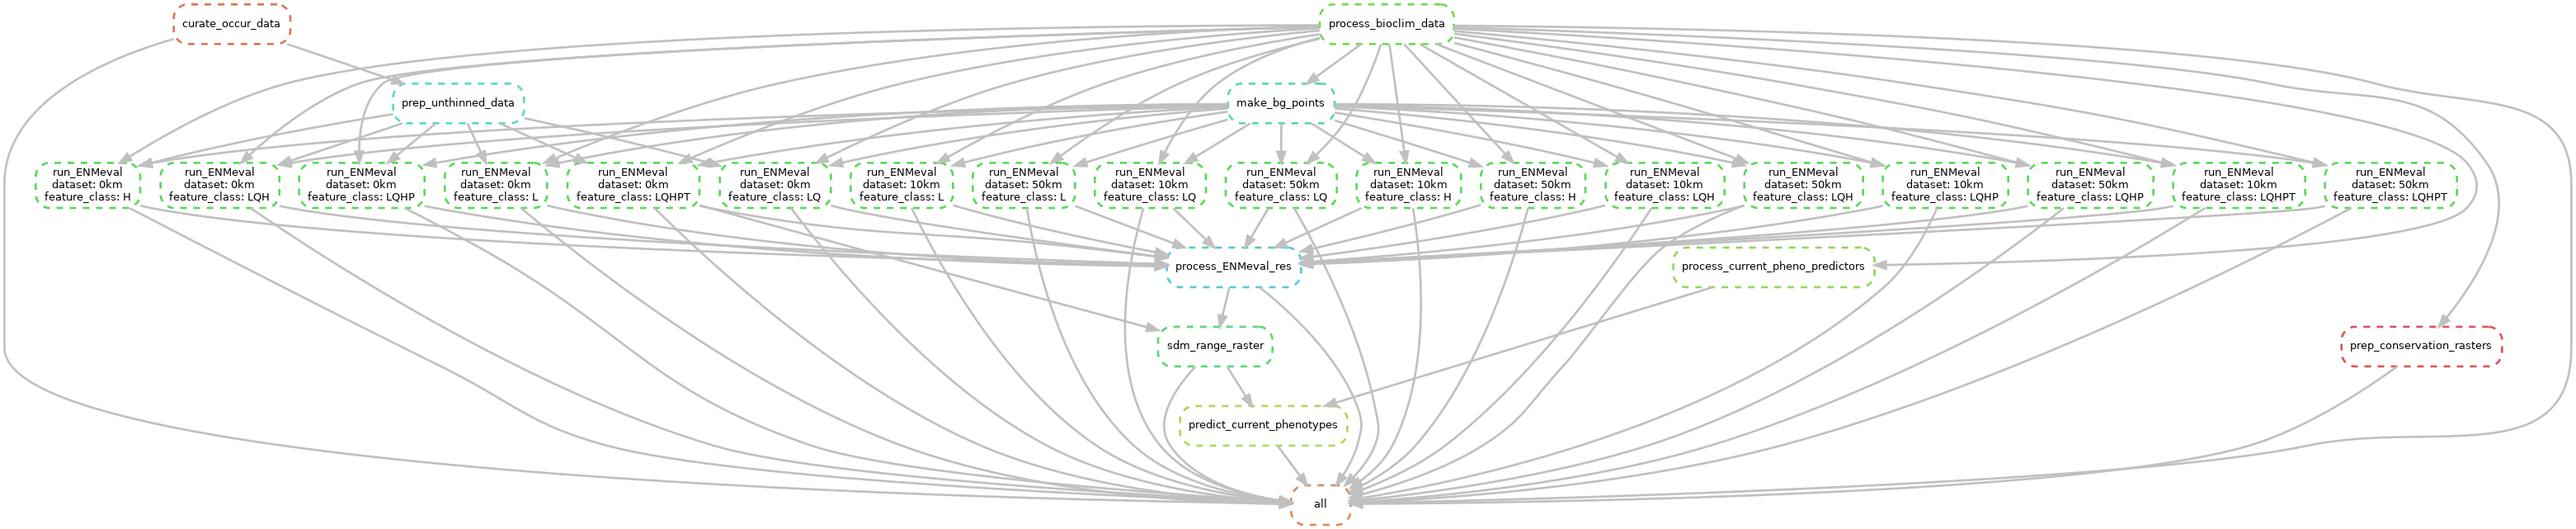 curate_occur_data
process_bioclim_data
prep_unthinned_data
make_bg_points
run_ENMeval
dataset: 0km
feature_class: H
run_ENMeval
dataset: 0km
feature_class: LQH
run_ENMeval
dataset: 0km
feature_class: LQHP
run_ENMeval
dataset: 0km
feature_class: L
run_ENMeval
dataset: 0km
feature_class: LQHPT
run_ENMeval
dataset: 0km
feature_class: LQ
run_ENMeval
dataset: 10km
feature_class: L
run_ENMeval
dataset: 50km
feature_class: L
run_ENMeval
dataset: 10km
feature_class: LQ
run_ENMeval
dataset: 50km
feature_class: LQ
run_ENMeval
dataset: 10km
feature_class: H
run_ENMeval
dataset: 50km
feature_class: H
run_ENMeval
dataset: 10km
feature_class: LQH
run_ENMeval
dataset: 50km
feature_class: LQH
run_ENMeval
dataset: 10km
feature_class: LQHP
run_ENMeval
dataset: 50km
feature_class: LQHP
run_ENMeval
dataset: 10km
feature_class: LQHPT
run_ENMeval
dataset: 50km
feature_class: LQHPT
process_ENMeval_res
process_current_pheno_predictors
sdm_range_raster
prep_conservation_rasters
predict_current_phenotypes
all